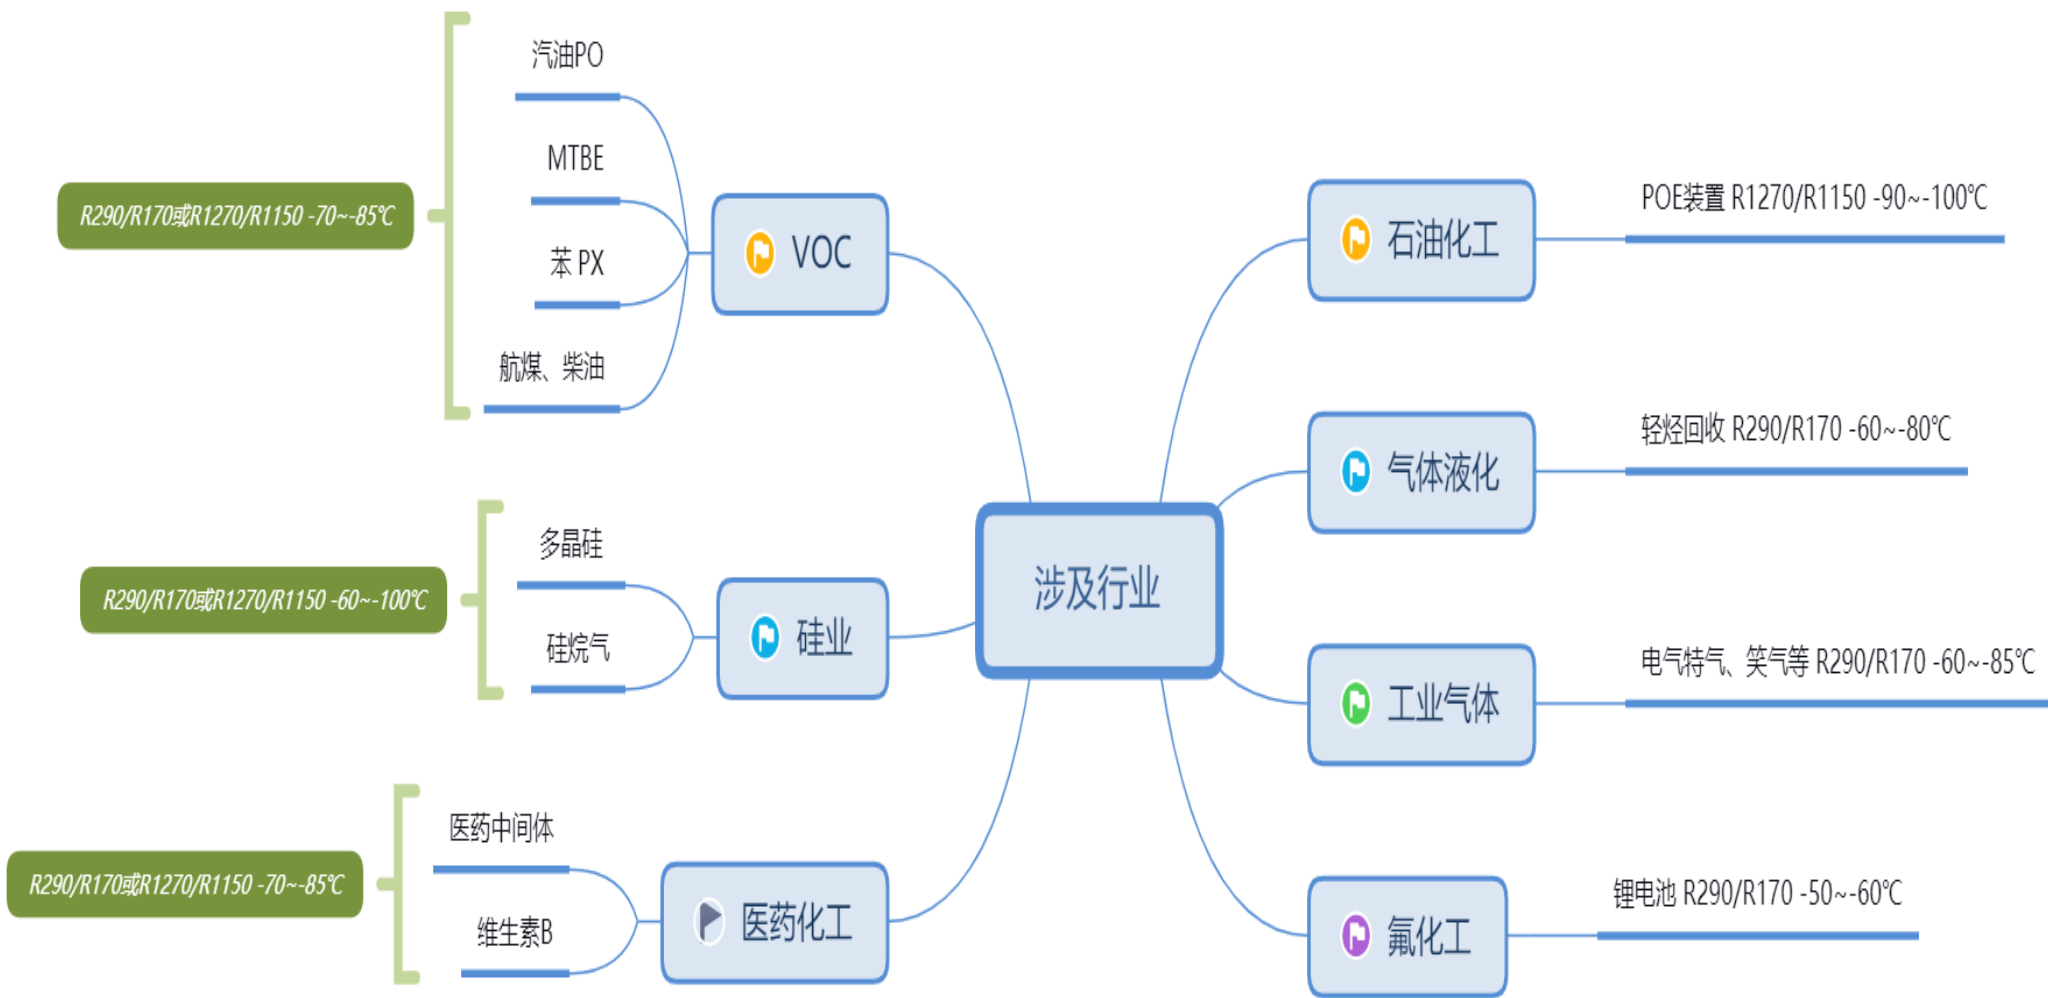 汽油PO
MTBE
苯 PX
航煤、柴油
R290/R170或R1270/R1150 -70~-85℃
VOC
多晶硅
硅烷气
R290/R170或R1270/R1150 -60~-100℃
硅业
医药中间体
维生素B
R290/R170或R1270/R1150 -70~-85℃
医药化工
涉及行业
石油化工
POE装置 R1270/R1150 -90~-100℃
气体液化
轻烃回收 R290/R170 -60~-80℃
工业气体
电气特气、笑气等 R290/R170 -60~-85℃
氟化工
锂电池 R290/R170 -50~-60℃